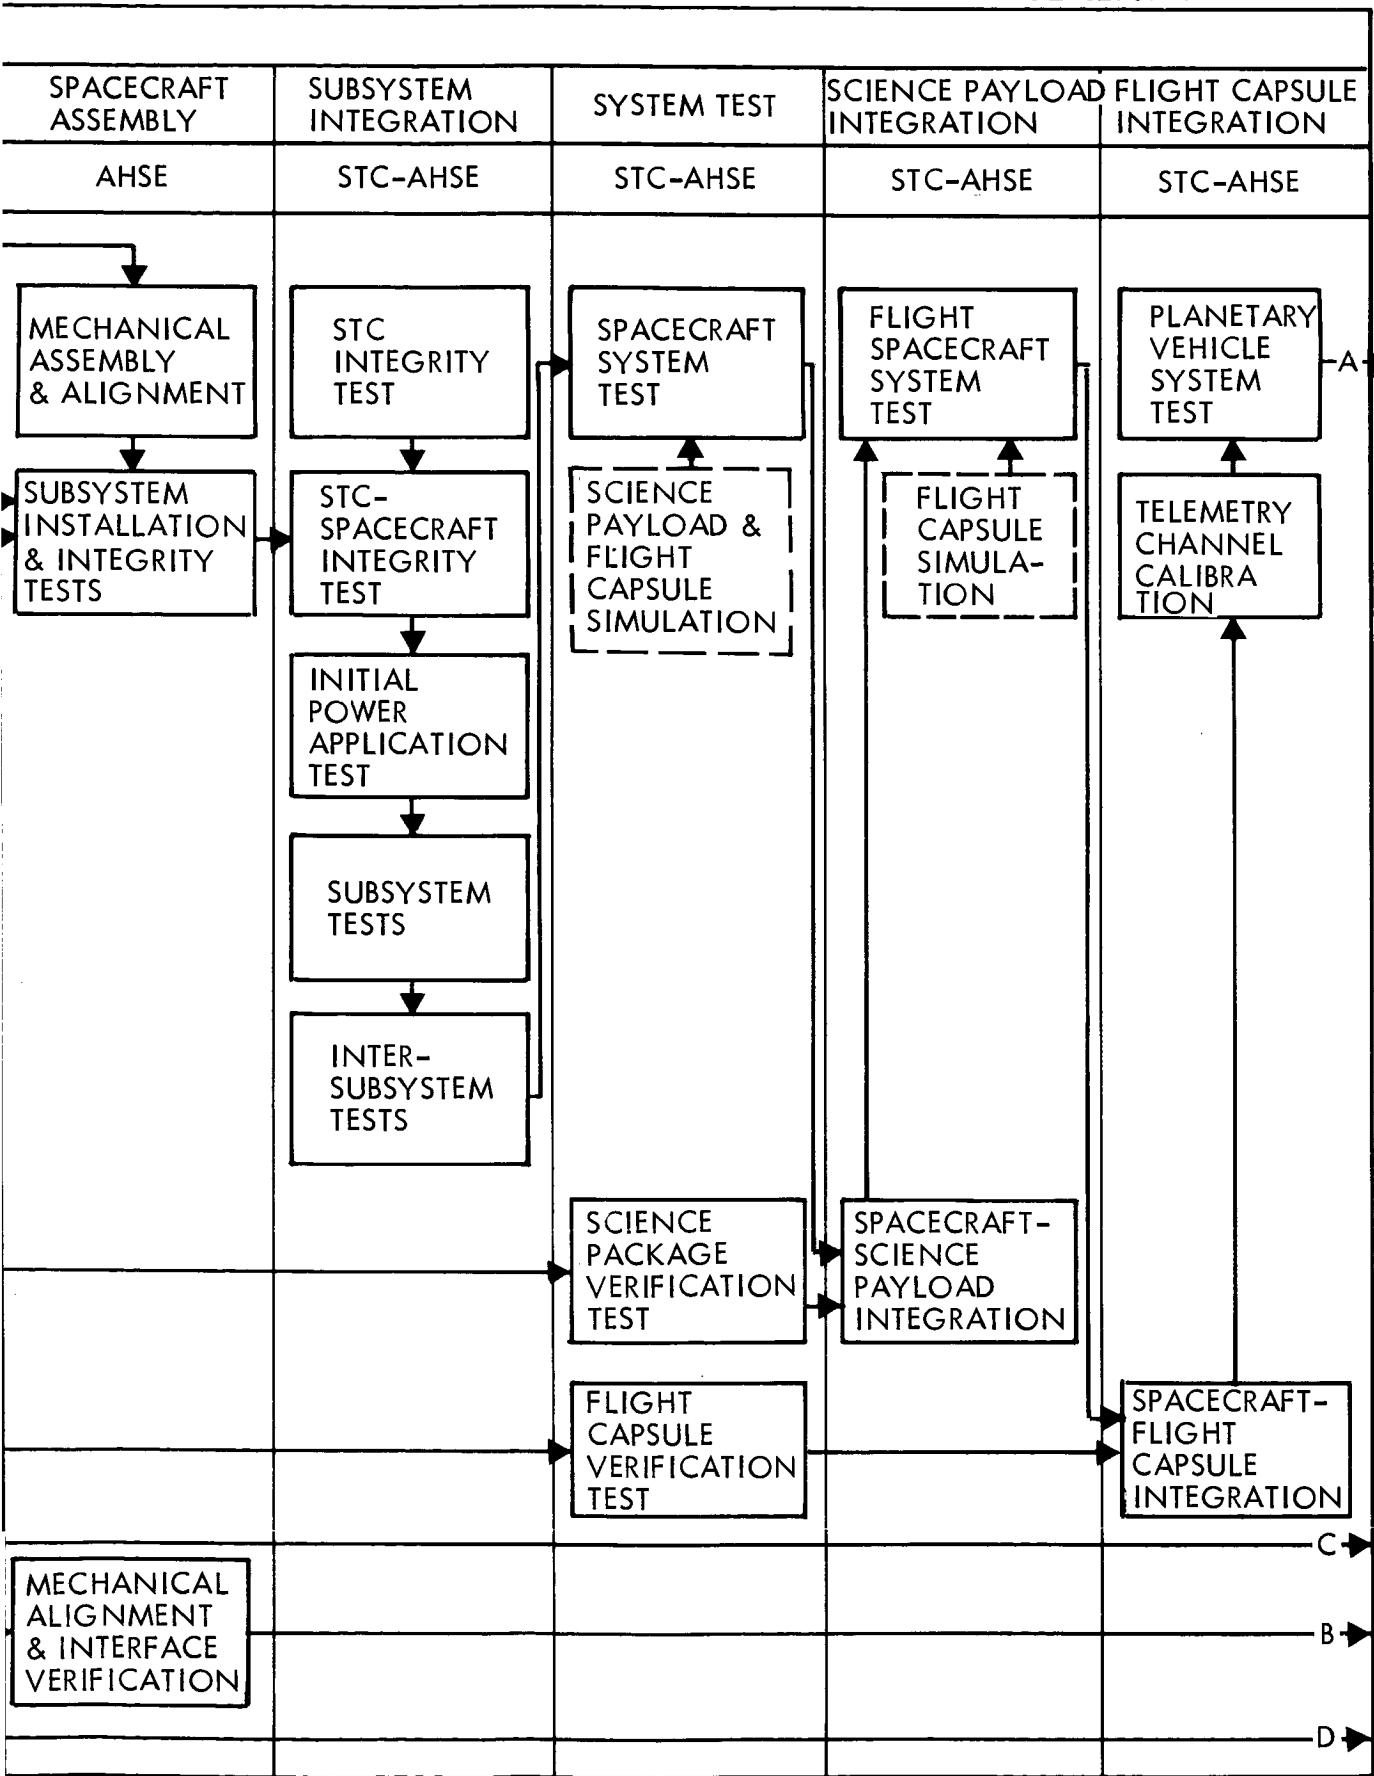 SPACECRAFT
ASSEMBLY
SUBSYSTEM
INTEGRATION
SYSTEM TEST
SCIENCE PAYLOAD
INTEGRATION
FLIGHT CAPSULE
INTEGRATION
AHSE
STC-AHSE
STC-AHSE
STC-AHSE
STC-AHSE
MECHANICAL
ASSEMBLY
& ALIGNMENT
SUBSYSTEM
INSTALLATION
& INTEGRITY
TESTS
STC
INTEGRITY
TEST
STC-
SPACECRAFT
INTEGRITY
TEST
INITIAL
POWER
APPLICATION
TEST
SUBSYSTEM
TESTS
INTER-
SUBSYSTEM
TESTS
SPACECRAFT
SYSTEM
TEST
SCIENCE
PAYLOAD &
FLIGHT
CAPSULE
SIMULATION
SCIENCE
PACKAGE
VERIFICATION
TEST
FLIGHT
CAPSULE
VERIFICATION
TEST
FLIGHT
SPACECRAFT
SYSTEM
TEST
FLIGHT
CAPSULE
SIMULA-
TION
SPACECRAFT-
SCIENCE
PAYLOAD
INTEGRATION
PLANETARY
VEHICLE
SYSTEM
TEST
A
TELEMETRY
CHANNEL
CALIBRA
TION
SPACECRAFT-
FLIGHT
CAPSULE
INTEGRATION
C
MECHANICAL
ALIGNMENT
& INTERFACE
VERIFICATION
B
D